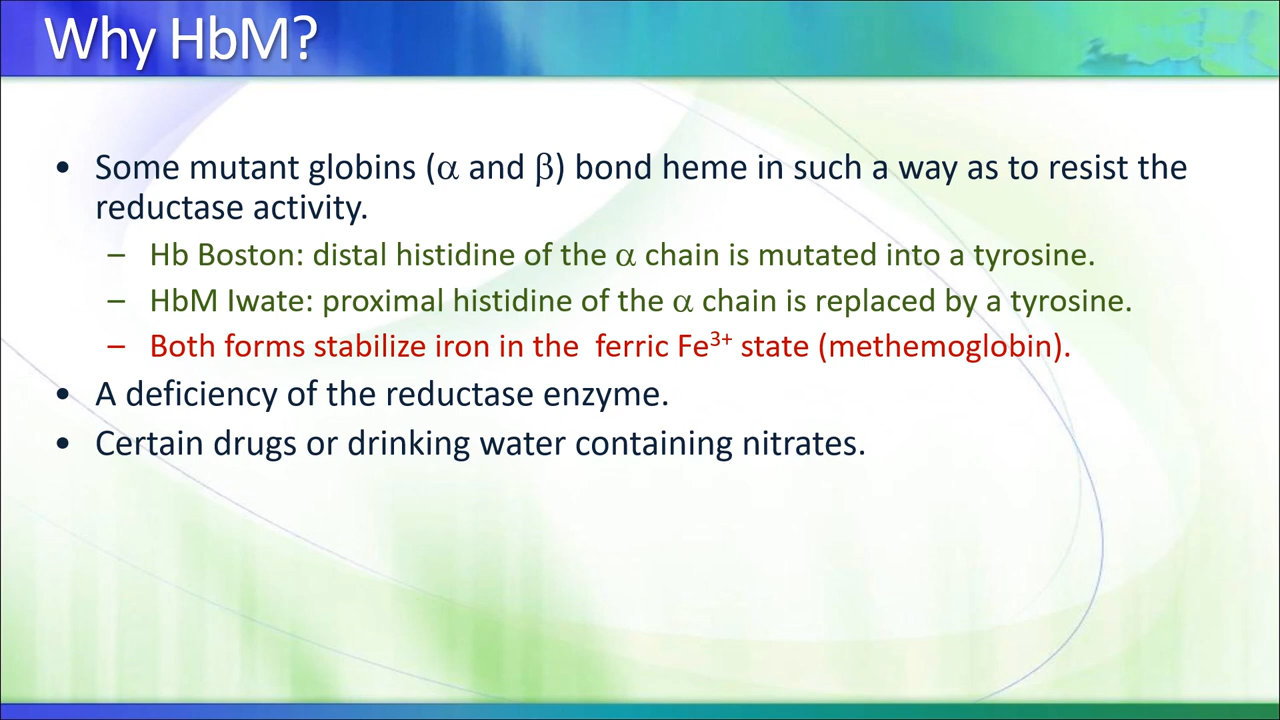 Why HbM?
• Some mutant globins (α and β) bond heme in such a way as to resist the
reductase activity.
– Hb Boston: distal histidine of the α chain is mutated into a tyrosine.
– HbM Iwate: proximal histidine of the α chain is replaced by a tyrosine.
– Both forms stabilize iron in the  ferric Fe³⁺ state (methemoglobin).
• A deficiency of the reductase enzyme.
• Certain drugs or drinking water containing nitrates.